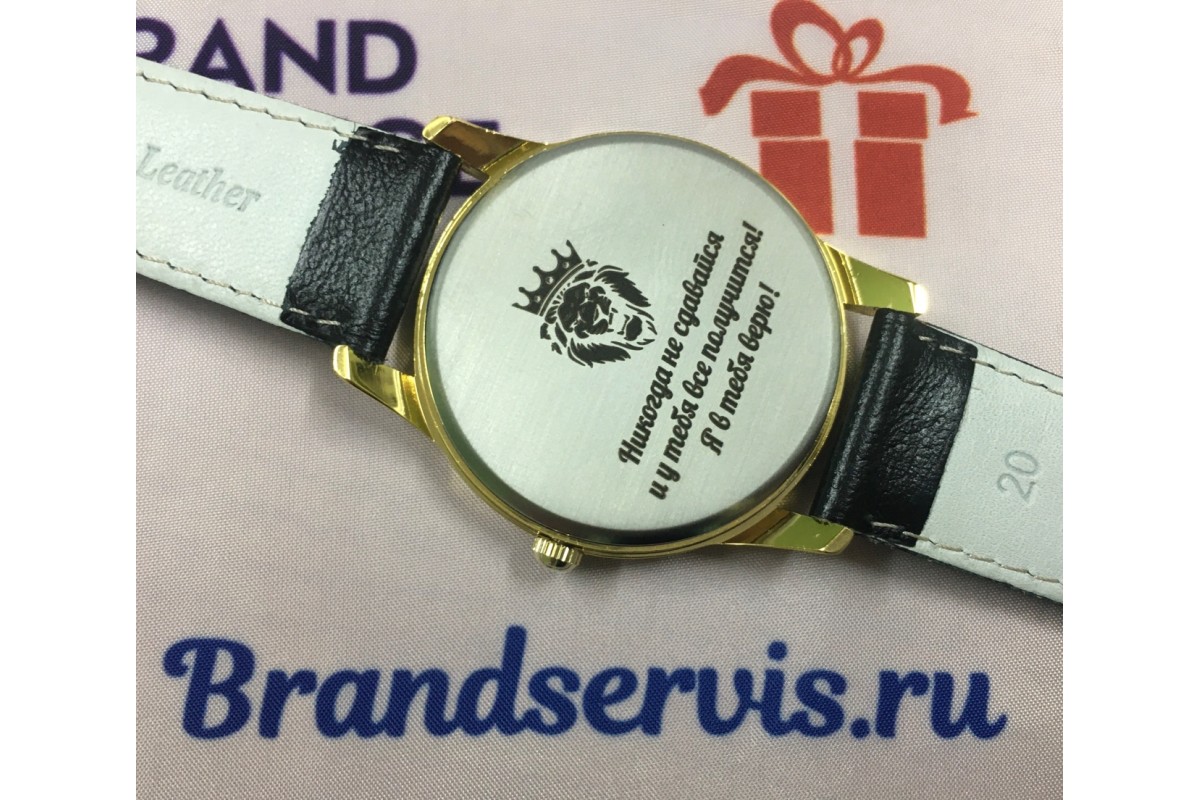 RAND
Leather
Никогда не сдавайся
и у тебя все получится!
Я в тебя верю!
20
Brandservis.ru